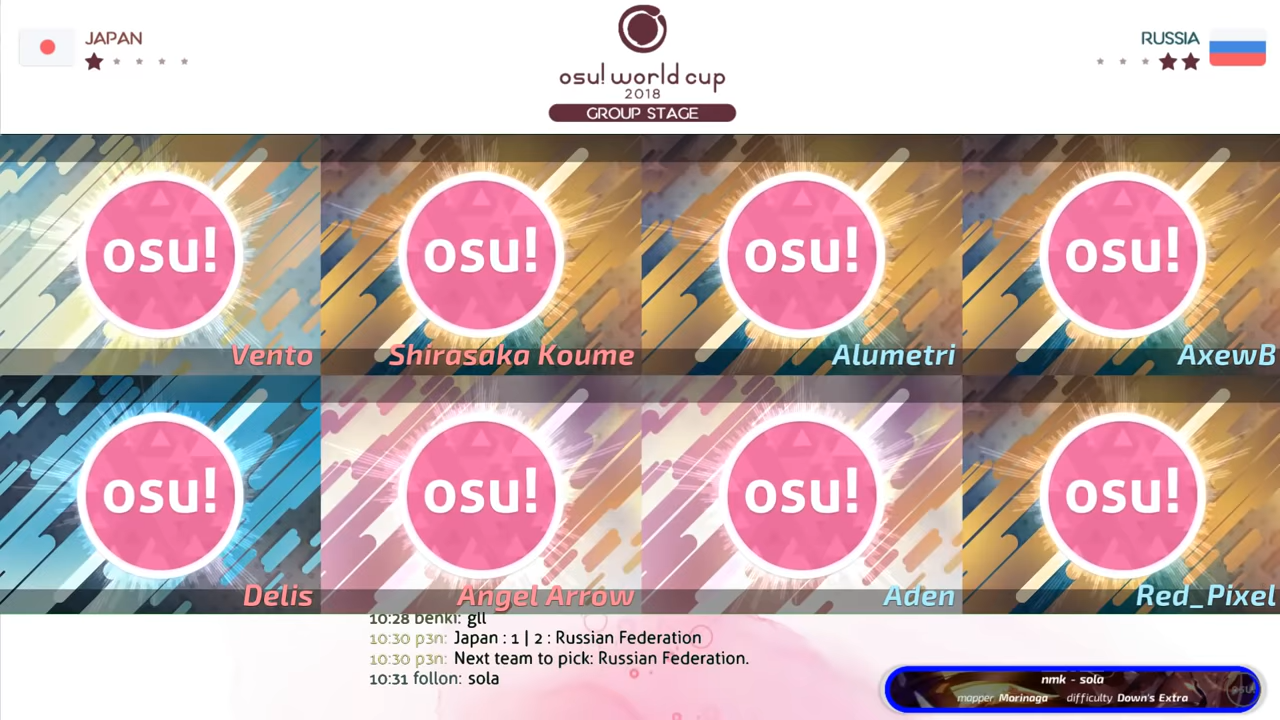 JAPAN
RUSSIA
osu! world cup
2018
GROUP STAGE
osu!
osu!
osu!
osu!
Vento
Shirasaka Koume
Alumetri
AxewB
osu!
osu!
osu!
osu!
Delis
Angel Arrow
Aden
Red_Pixel
10:28 benki: gll
10:30 p3n: Japan : 1 | 2 : Russian Federation
10:30 p3n: Next team to pick: Russian Federation.
10:31 follon: sola
nmk - sola
mapper Morinaga difficulty Down's Extra
osu!